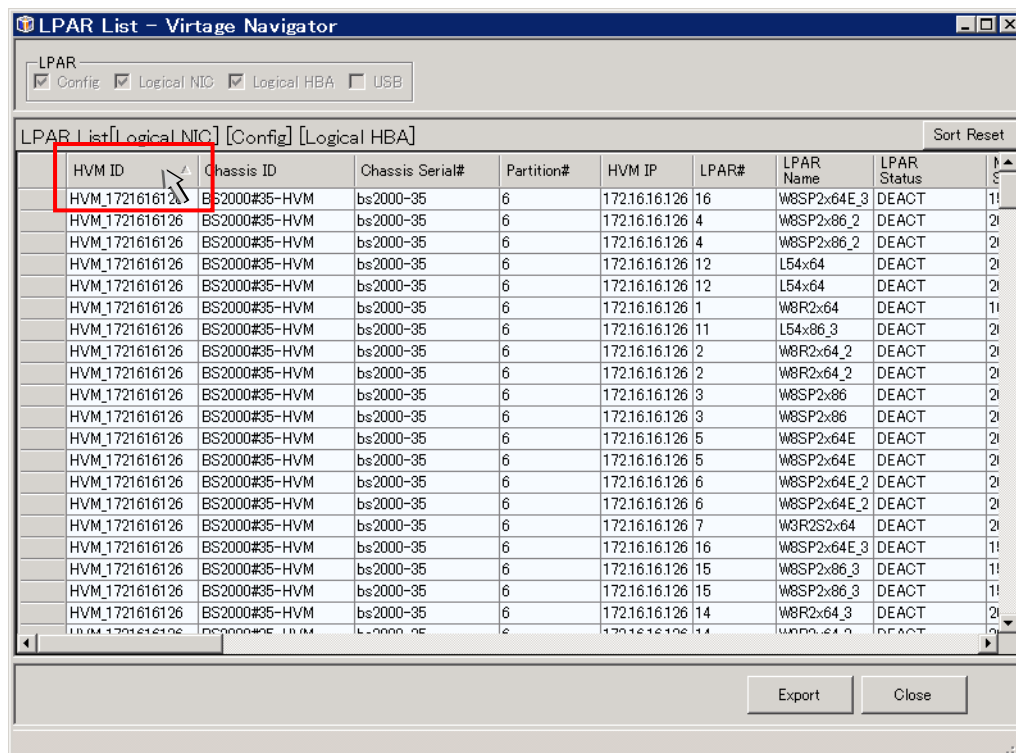 LPAR List - Virtage Navigator
LPAR
Config Logical NIC Logical HBA USB
LPAR List[Logical NIC] [Config] [Logical HBA] Sort Reset
HVM ID Chassis ID Chassis Serial# Partition# HVM IP LPAR# LPAR Name LPAR Status
HVM_1721616126 BS2000#35-HVM bs2000-35 6 172.16.16.126 16 W8SP2x64E_3 DEACT
HVM_1721616126 BS2000#35-HVM bs2000-35 6 172.16.16.126 4 W8SP2x86_2 DEACT
HVM_1721616126 BS2000#35-HVM bs2000-35 6 172.16.16.126 4 W8SP2x86_2 DEACT
HVM_1721616126 BS2000#35-HVM bs2000-35 6 172.16.16.126 12 L54x64 DEACT
HVM_1721616126 BS2000#35-HVM bs2000-35 6 172.16.16.126 12 L54x64 DEACT
HVM_1721616126 BS2000#35-HVM bs2000-35 6 172.16.16.126 1 W8R2x64 DEACT
HVM_1721616126 BS2000#35-HVM bs2000-35 6 172.16.16.126 11 L54x86_3 DEACT
HVM_1721616126 BS2000#35-HVM bs2000-35 6 172.16.16.126 2 W8R2x64_2 DEACT
HVM_1721616126 BS2000#35-HVM bs2000-35 6 172.16.16.126 2 W8R2x64_2 DEACT
HVM_1721616126 BS2000#35-HVM bs2000-35 6 172.16.16.126 3 W8SP2x86 DEACT
HVM_1721616126 BS2000#35-HVM bs2000-35 6 172.16.16.126 3 W8SP2x86 DEACT
HVM_1721616126 BS2000#35-HVM bs2000-35 6 172.16.16.126 5 W8SP2x64E DEACT
HVM_1721616126 BS2000#35-HVM bs2000-35 6 172.16.16.126 5 W8SP2x64E DEACT
HVM_1721616126 BS2000#35-HVM bs2000-35 6 172.16.16.126 6 W8SP2x64E_2 DEACT
HVM_1721616126 BS2000#35-HVM bs2000-35 6 172.16.16.126 6 W8SP2x64E_2 DEACT
HVM_1721616126 BS2000#35-HVM bs2000-35 6 172.16.16.126 7 W3R2S2x64 DEACT
HVM_1721616126 BS2000#35-HVM bs2000-35 6 172.16.16.126 16 W8SP2x64E_3 DEACT
HVM_1721616126 BS2000#35-HVM bs2000-35 6 172.16.16.126 15 W8SP2x86_3 DEACT
HVM_1721616126 BS2000#35-HVM bs2000-35 6 172.16.16.126 15 W8SP2x86_3 DEACT
HVM_1721616126 BS2000#35-HVM bs2000-35 6 172.16.16.126 14 W8R2x64_3 DEACT
Export Close